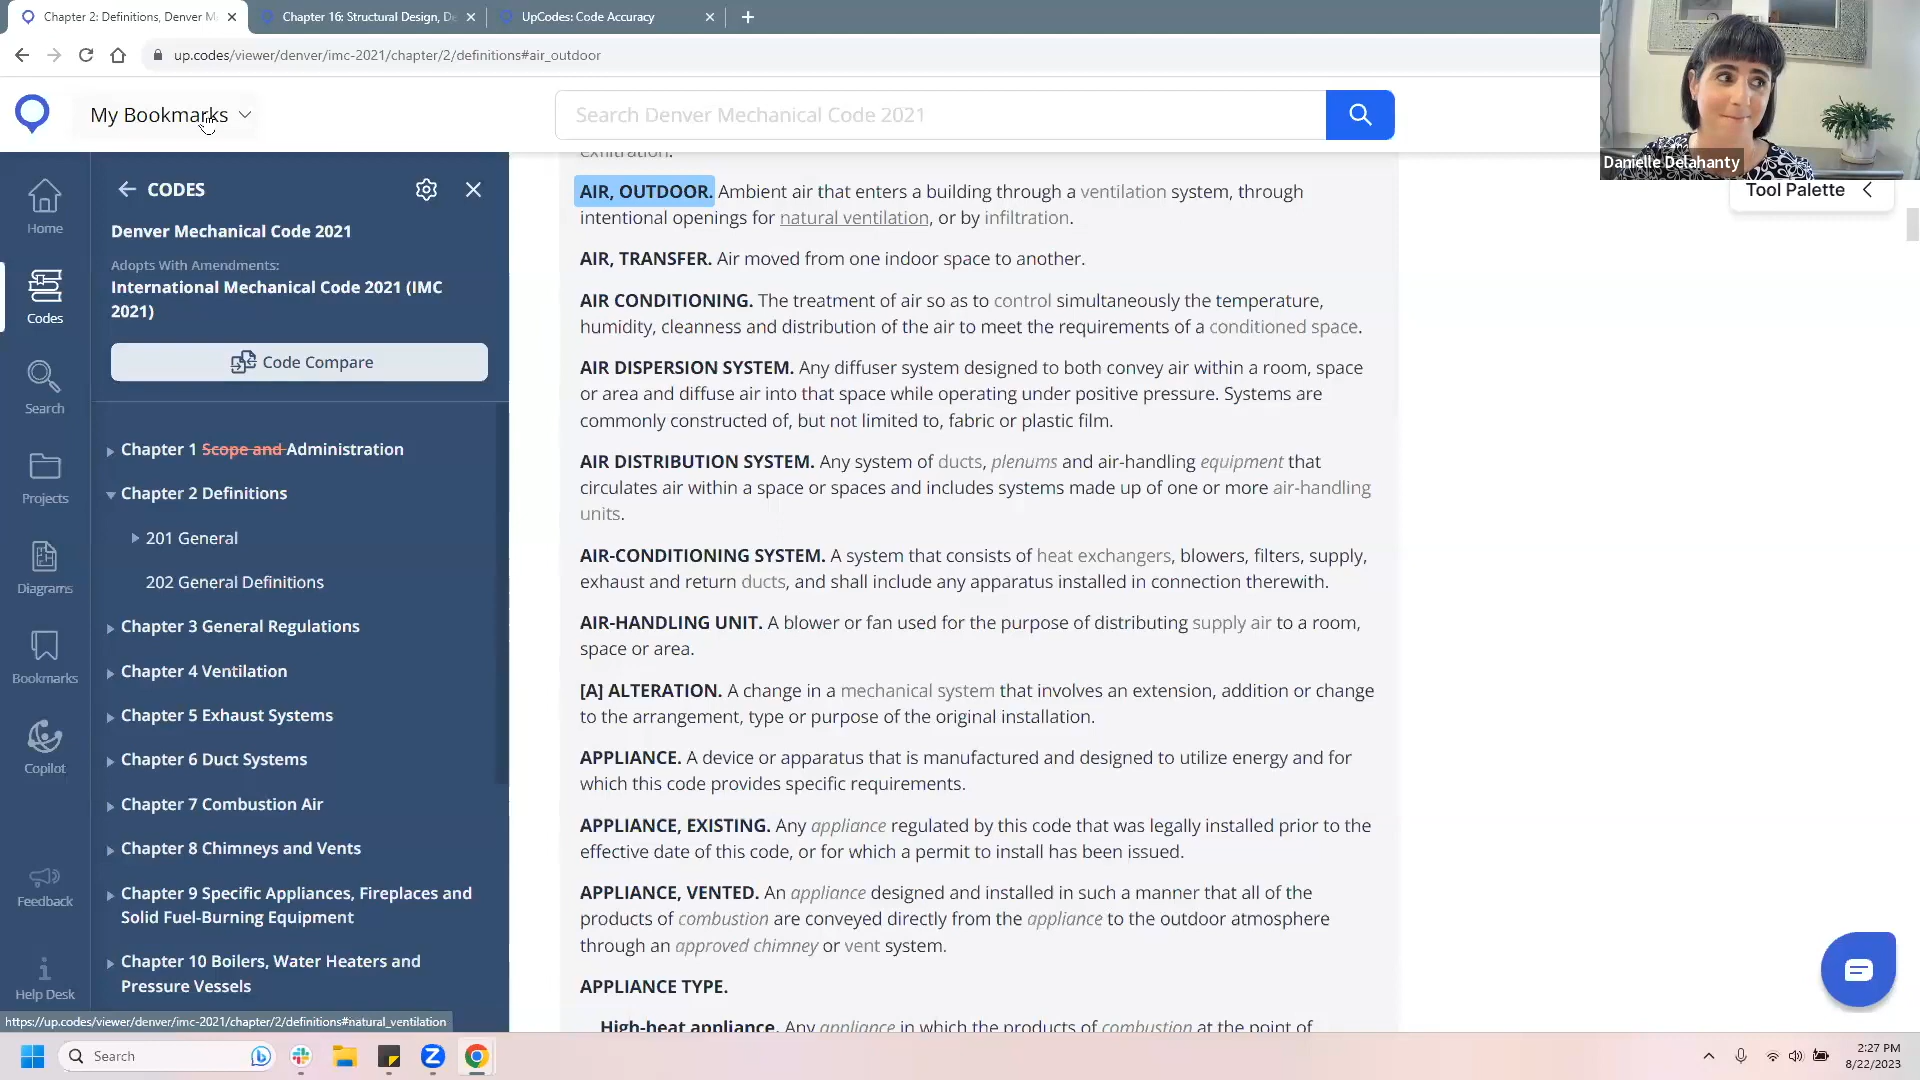 Chapter 2: Definitions, Denver M
Chapter 16: Structural Design, De
UpCodes: Code Accuracy
up.codes/viewer/denver/imc-2021/chapter/2/definitions#air_outdoor
My Bookmarks
Search Denver Mechanical Code 2021
Danielle Delahanty
Tool Palette
Home
Codes
Search
Projects
Diagrams
Bookmarks
Copilot
Feedback
Help Desk
CODES
Denver Mechanical Code 2021
Adopts With Amendments:
International Mechanical Code 2021 (IMC
2021)
Code Compare
Chapter 1 Scope and Administration
Chapter 2 Definitions
201 General
202 General Definitions
Chapter 3 General Regulations
Chapter 4 Ventilation
Chapter 5 Exhaust Systems
Chapter 6 Duct Systems
Chapter 7 Combustion Air
Chapter 8 Chimneys and Vents
Chapter 9 Specific Appliances, Fireplaces and
Solid Fuel-Burning Equipment
Chapter 10 Boilers, Water Heaters and
Pressure Vessels
https://up.codes/viewer/denver/imc-2021/chapter/2/definitions#natural_ventilation
exfiltration.
AIR, OUTDOOR. Ambient air that enters a building through a ventilation system, through
intentional openings for natural ventilation, or by infiltration.
AIR, TRANSFER. Air moved from one indoor space to another.
AIR CONDITIONING. The treatment of air so as to control simultaneously the temperature,
humidity, cleanness and distribution of the air to meet the requirements of a conditioned space.
AIR DISPERSION SYSTEM. Any diffuser system designed to both convey air within a room, space
or area and diffuse air into that space while operating under positive pressure. Systems are
commonly constructed of, but not limited to, fabric or plastic film.
AIR DISTRIBUTION SYSTEM. Any system of ducts, plenums and air-handling equipment that
circulates air within a space or spaces and includes systems made up of one or more air-handling
units.
AIR-CONDITIONING SYSTEM. A system that consists of heat exchangers, blowers, filters, supply,
exhaust and return ducts, and shall include any apparatus installed in connection therewith.
AIR-HANDLING UNIT. A blower or fan used for the purpose of distributing supply air to a room,
space or area.
[A] ALTERATION. A change in a mechanical system that involves an extension, addition or change
to the arrangement, type or purpose of the original installation.
APPLIANCE. A device or apparatus that is manufactured and designed to utilize energy and for
which this code provides specific requirements.
APPLIANCE, EXISTING. Any appliance regulated by this code that was legally installed prior to the
effective date of this code, or for which a permit to install has been issued.
APPLIANCE, VENTED. An appliance designed and installed in such a manner that all of the
products of combustion are conveyed directly from the appliance to the outdoor atmosphere
through an approved chimney or vent system.
APPLIANCE TYPE.
High-heat appliance. Any appliance in which the products of combustion at the point of
Search
2:27 PM
8/22/2023